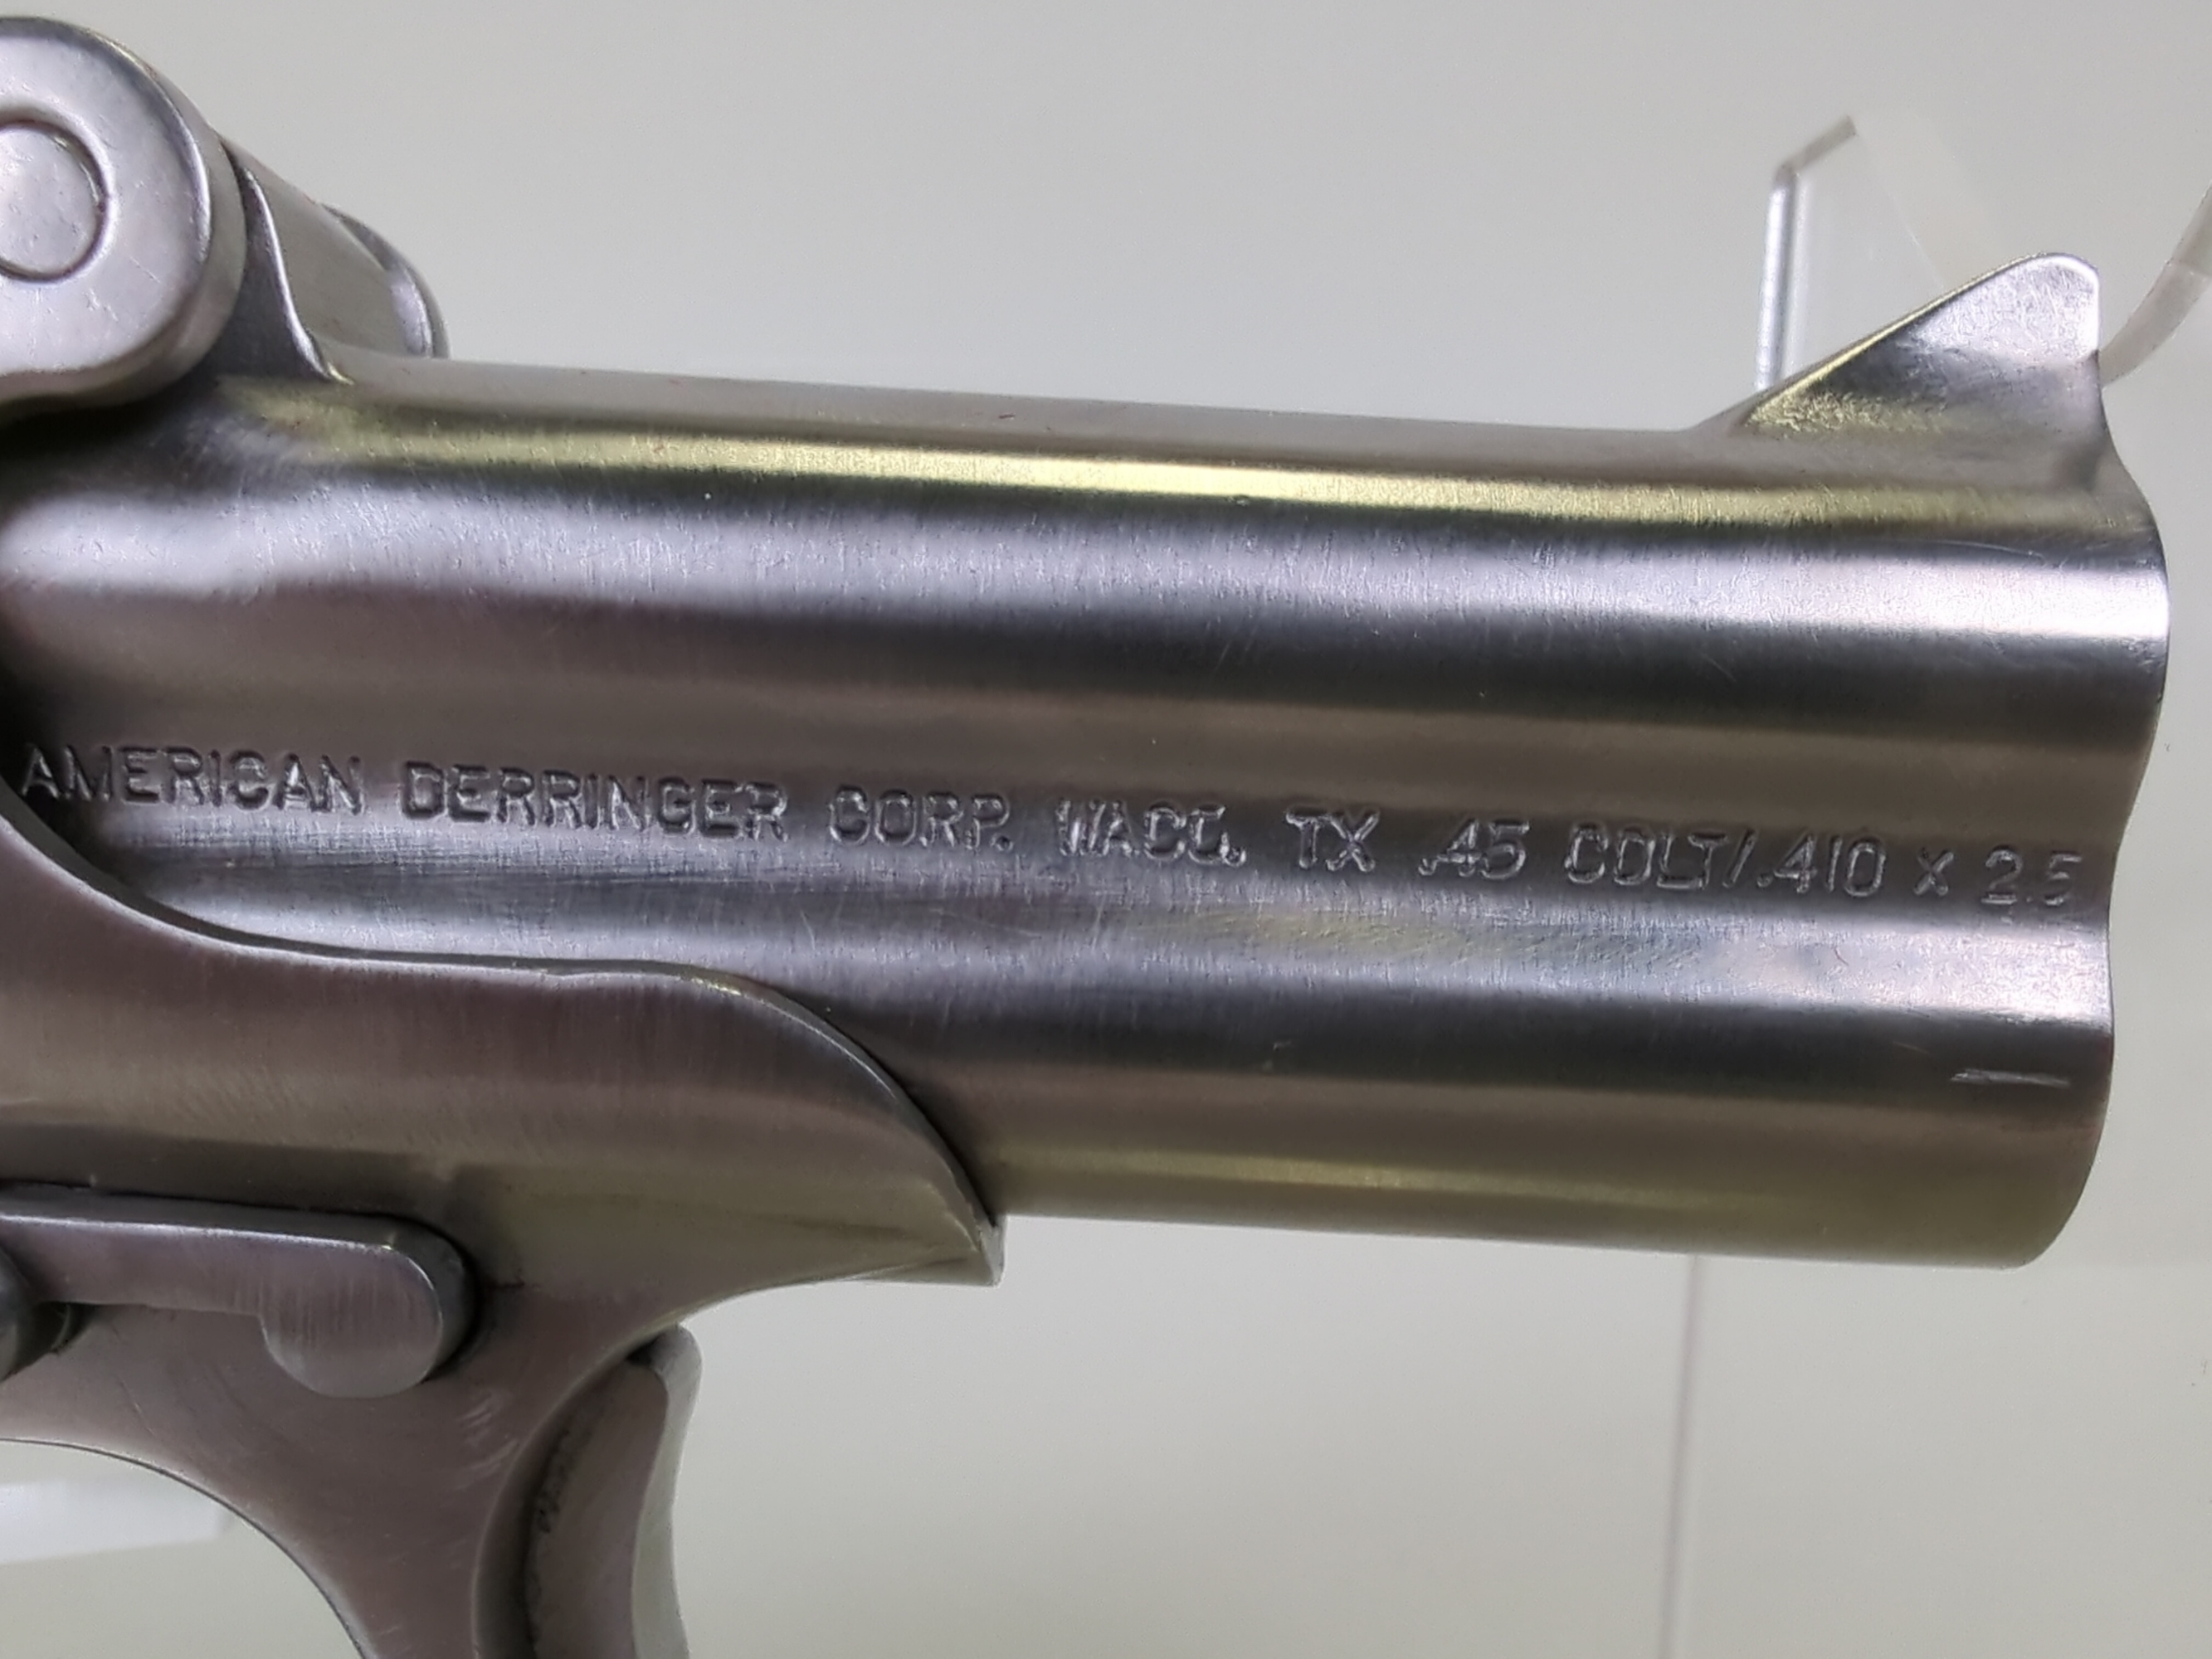 AMERICAN DERRINGER CORP. WACO, TX .45 COLT/.410 x 2.5